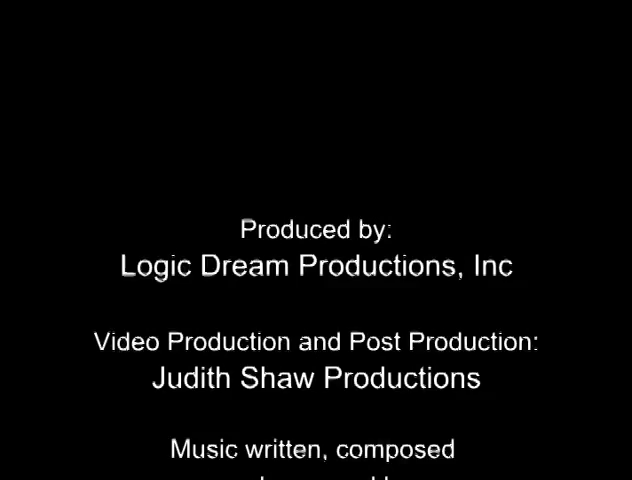 Produced by:
Logic Dream Productions, Inc
Video Production and Post Production:
Judith Shaw Productions
Music written, composed